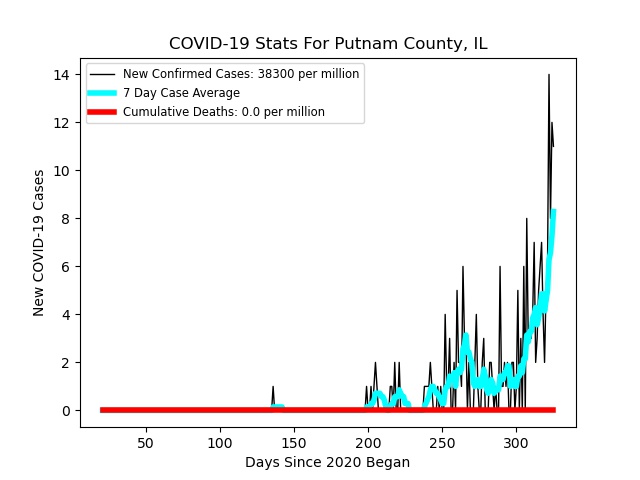 COVID-19 Stats For Putnam County, IL
New Confirmed Cases: 38300 per million
7 Day Case Average
Cumulative Deaths: 0.0 per million
New COVID-19 Cases
14
12
10
8
6
4
2
0
50 100 150 200 250 300
Days Since 2020 Began